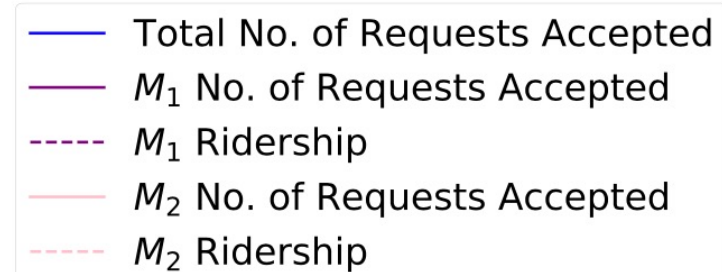 Total No. of Requests Accepted
M₁ No. of Requests Accepted
M₁ Ridership
M₂ No. of Requests Accepted
M₂ Ridership